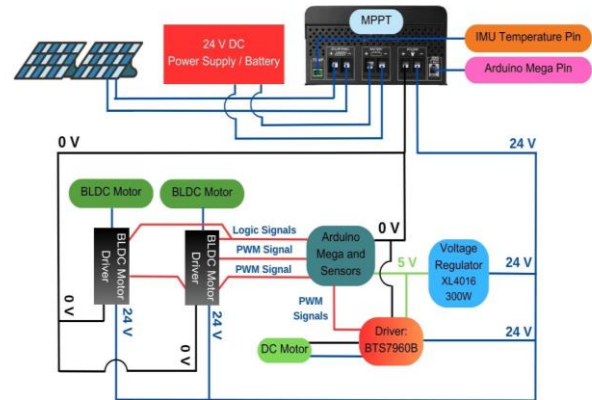 MPPT
24 V DC
Power Supply / Battery
IMU Temperature Pin
Arduino Mega Pin
0 V
24 V
BLDC Motor
BLDC Motor
Logic Signals
PWM Signal
PWM Signal
BLDC Motor
Driver
BLDC Motor
Driver
Arduino
Mega and
Sensors
0 V
5 V
Voltage
Regulator
XL4016
300W
24 V
0 V
24 V
0 V
24 V
PWM
Signals
DC Motor
Driver:
BTS7960B
24 V